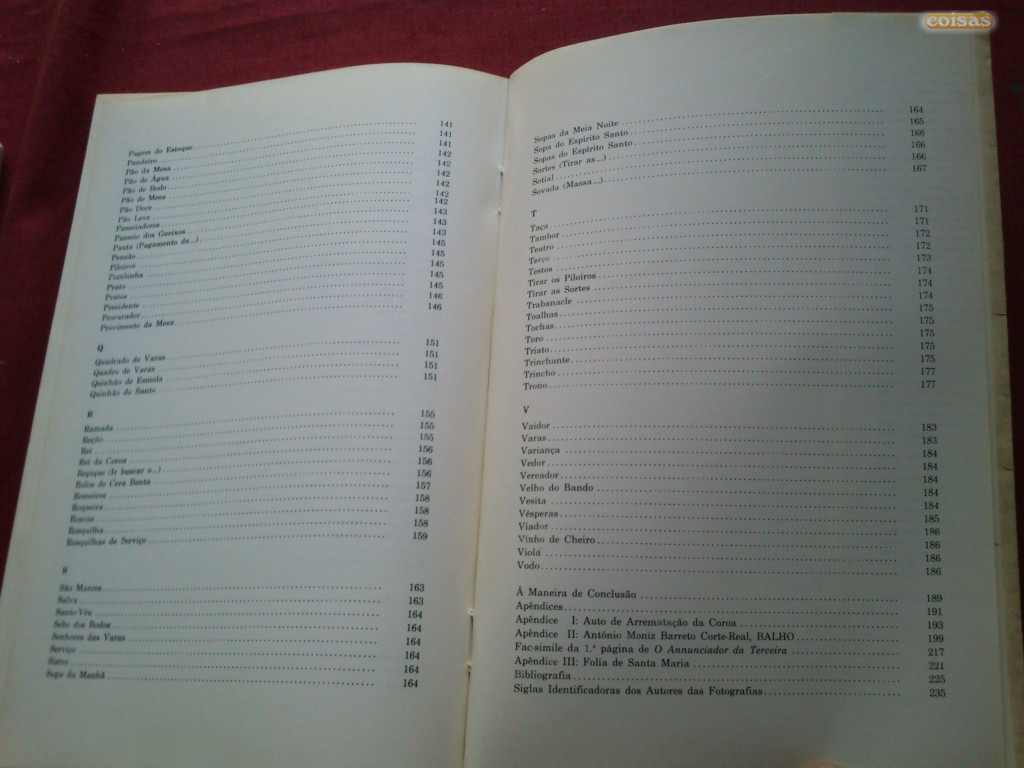 Pagem do Estoque ........ 141
Pandeiro ........ 141
Pão da Mesa ........ 141
Pão de Água ........ 142
Pão de Bodo ........ 142
Pão de Mesa ........ 142
Pão Doce ........ 142
Pão Leve ........ 142
Passeiadores ........ 142
Passeio dos Gueixos ........ 143
Pauta (Pagamento da...) ........ 143
Pensão ........ 143
Piloiros ........ 145
Pombinha ........ 145
Prato ........ 145
Pratos ........ 145
Presidente ........ 145
Procurador ........ 146
Provimento da Mesa ........ 146
Q
Quadrado de Varas ........ 151
Quadro de Varas ........ 151
Quinhão de Esmola ........ 151
Quinhão do Santo ........ 151
R
Ramada ........ 155
Reção ........ 155
Rei ........ 155
Rei da Coroa ........ 156
Repique (Ir buscar o...) ........ 156
Rolos de Cera Benta ........ 156
Romeiros ........ 157
Roqueira ........ 158
Roscas ........ 158
Rosquilha ........ 158
Rosquilhas de Serviço ........ 159
S
São Marcos ........ 163
Salva ........ 163
Santo-Véu ........ 164
Sebe dos Bodos ........ 164
Senhores das Varas ........ 164
Serviço ........ 164
Sistro ........ 164
Sopa da Manhã ........ 164
Sopas da Meia Noite ........ 164
Sopa do Espírito Santo ........ 165
Sopas do Espírito Santo ........ 166
Sortes (Tirar as...) ........ 166
Sotial ........ 166
Sovada (Massa...) ........ 167
T
Taça ........ 171
Tambor ........ 171
Teatro ........ 172
Terço ........ 172
Testos ........ 173
Tirar os Piloiros ........ 174
Tirar as Sortes ........ 174
Trabanacle ........ 174
Toalhas ........ 175
Tochas ........ 175
Toro ........ 175
Triato ........ 175
Trinchante ........ 175
Trincho ........ 177
Trono ........ 177
V
Vaidor ........ 183
Varas ........ 183
Variança ........ 184
Vedor ........ 184
Vereador ........ 184
Velho do Bando ........ 184
Vesita ........ 184
Vésperas ........ 185
Viador ........ 186
Vinho de Cheiro ........ 186
Viola ........ 186
Vodo ........ 186
À Maneira de Conclusão ........ 189
Apêndices ........ 191
Apêndice I: Auto de Arrematação da Coroa ........ 193
Apêndice II: António Moniz Barreto Corte-Real, BALHO ........ 199
Fac-simile da 1.ª página de O Annunciador da Terceira ........ 217
Apêndice III: Folia de Santa Maria ........ 221
Bibliografia ........ 225
Siglas Identificadoras dos Autores das Fotografias ........ 235
coisas